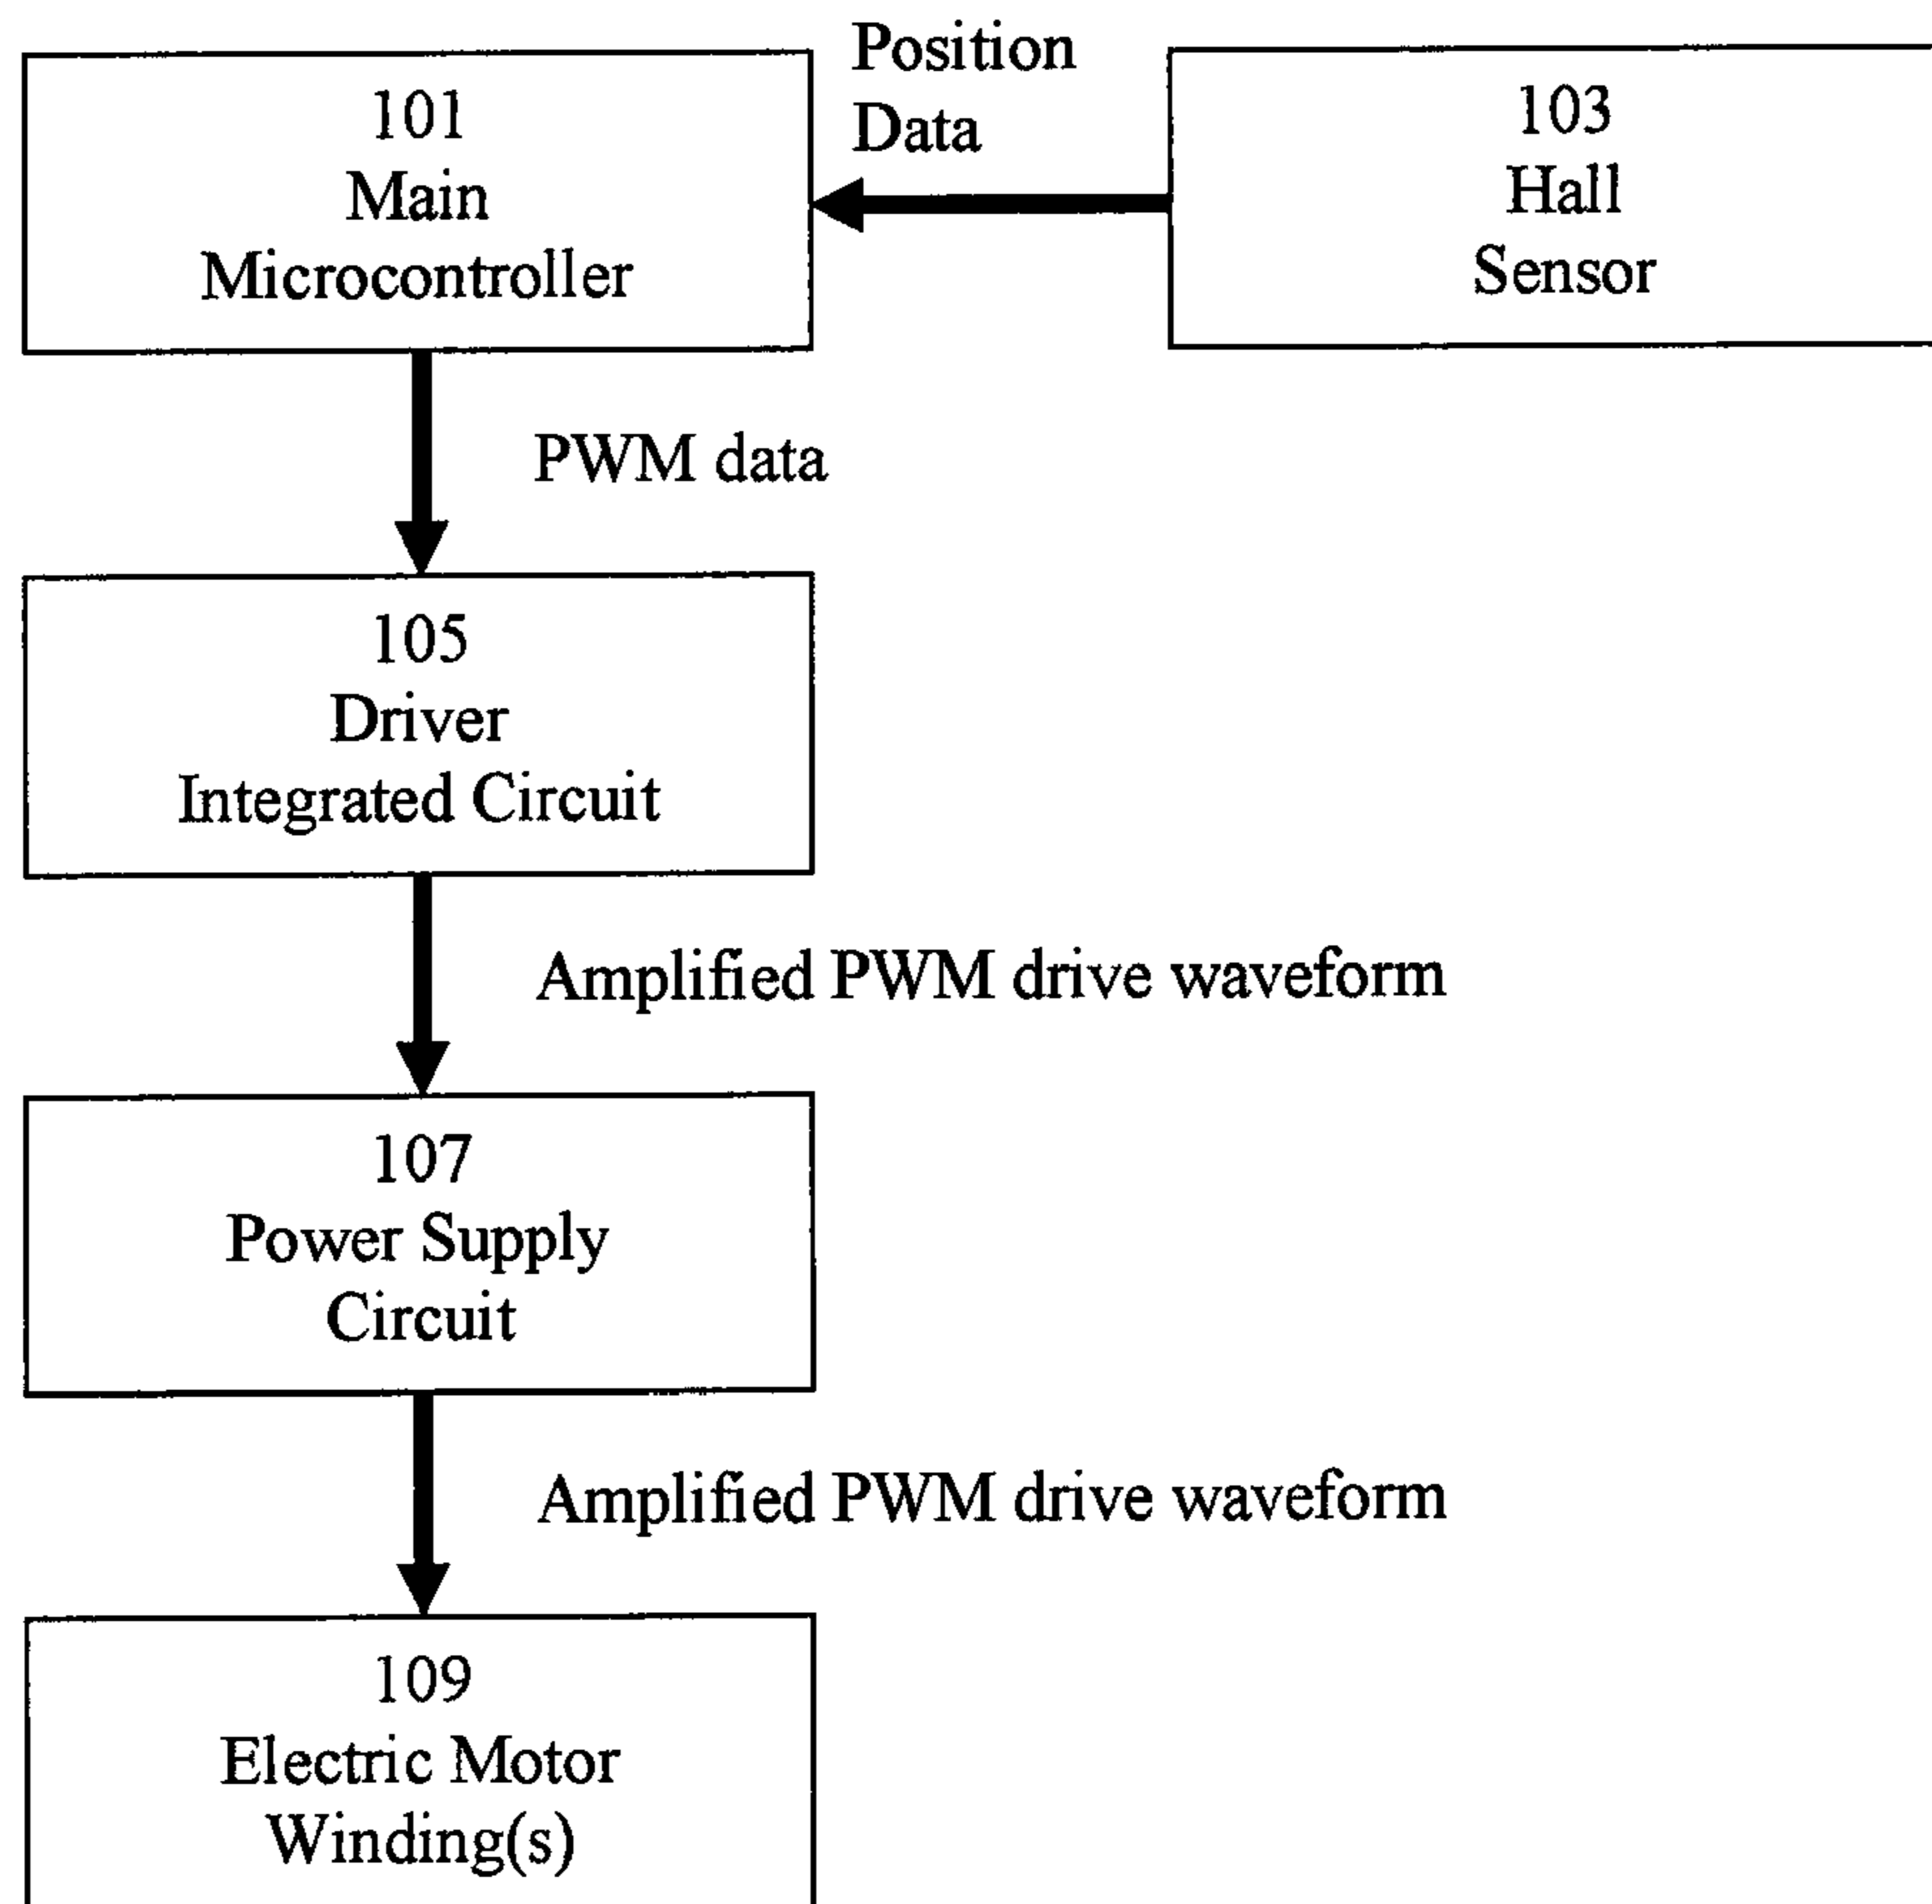 101
Main
Microcontroller
Position
Data
103
Hall
Sensor
PWM data
105
Driver
Integrated Circuit
Amplified PWM drive waveform
107
Power Supply
Circuit
Amplified PWM drive waveform
109
Electric Motor
Winding(s)